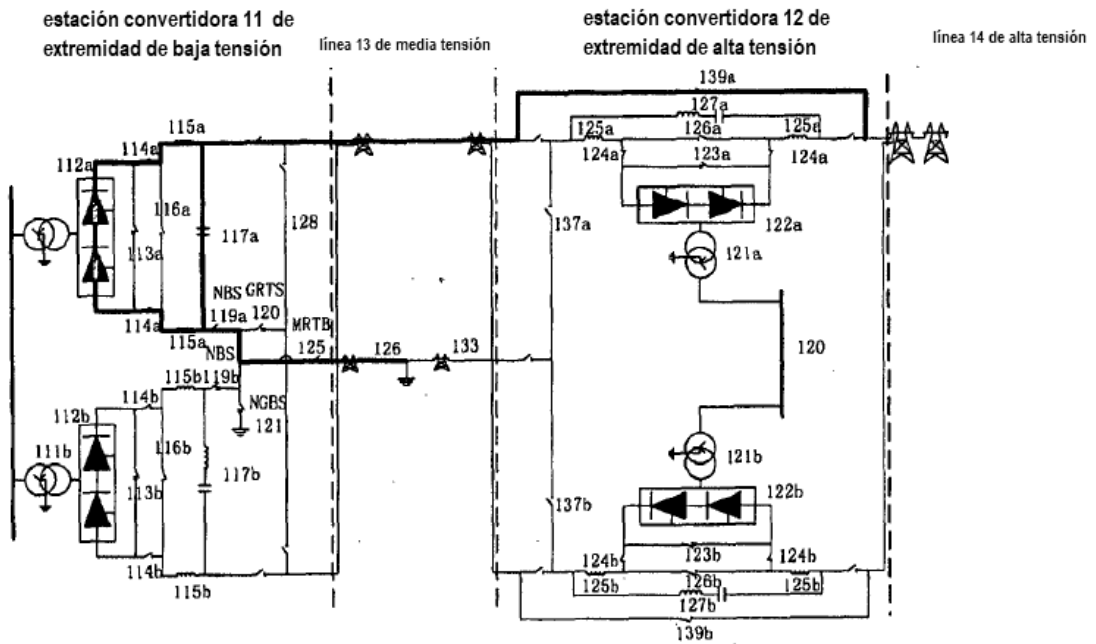 estación convertidora 11 de
extremidad de baja tensión
línea 13 de media tensión
estación convertidora 12 de
extremidad de alta tensión
línea 14 de alta tensión
139a
127a
115a
125a
126a
125a
114a
112a
124a
123a
124a
116a
128
122a
117a
137a
113a
121a
NBS
GRTS
119a
120
114a
MRTB
115a
NBS
125
126
133
120
115b
119b
114b
NGBS
112b
121
111b
116b
121b
117b
122b
113b
137b
123b
124b
124b
114b
125b
126b
125b
115b
127b
139b